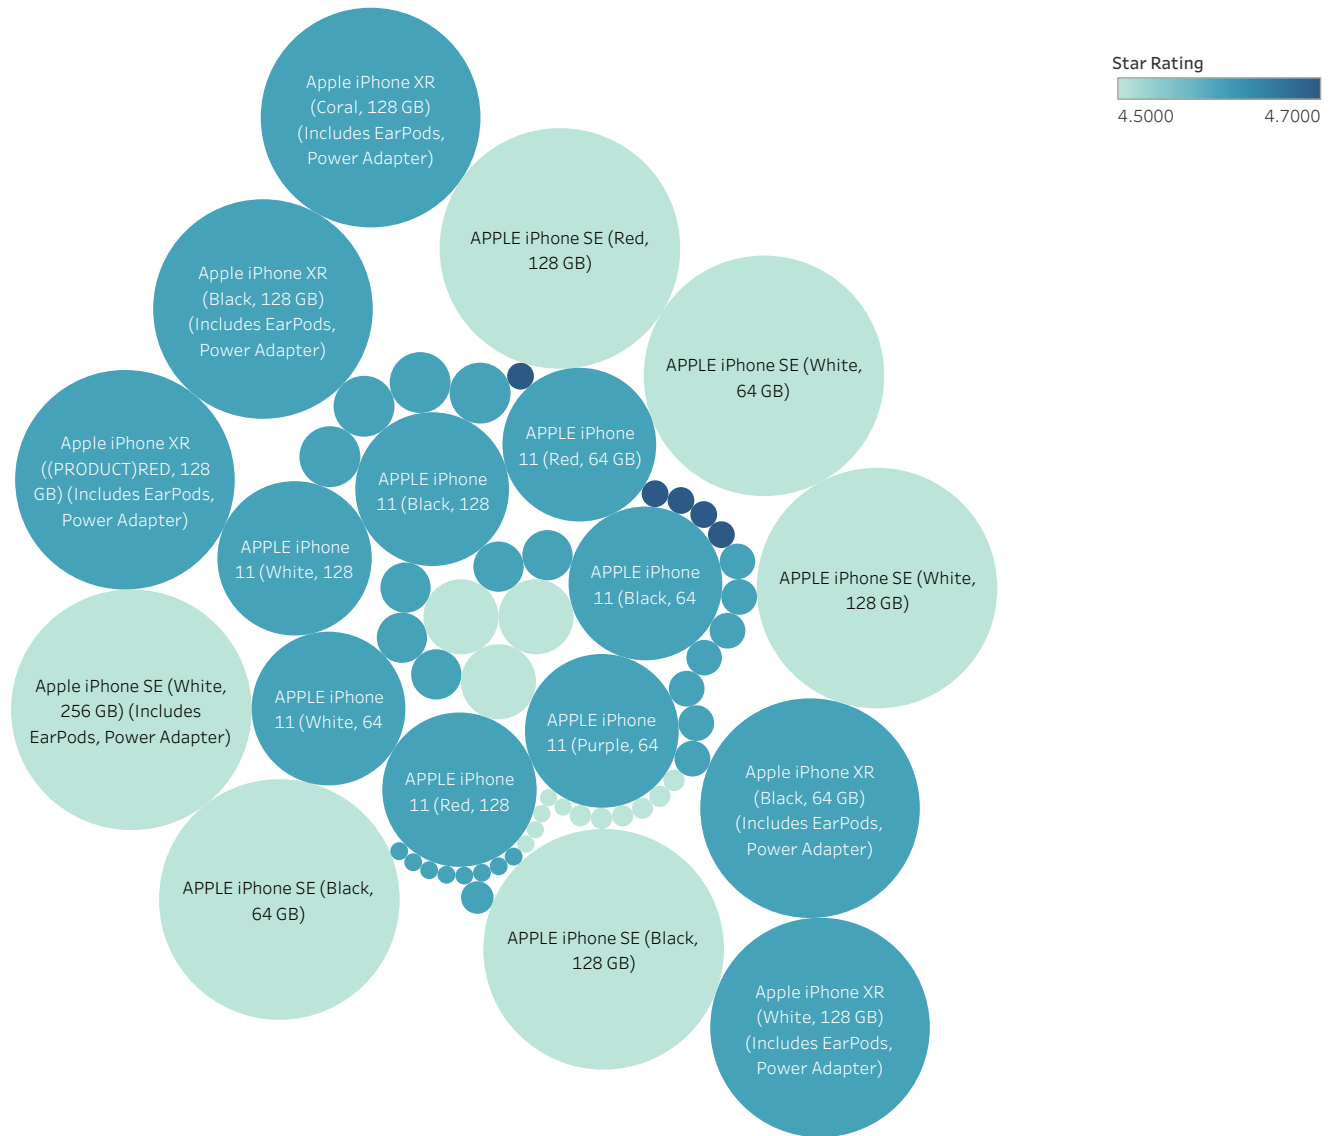 Star Rating
4.5000 4.7000
Apple iPhone XR
(Coral, 128 GB)
(Includes EarPods,
Power Adapter)
APPLE iPhone SE (Red,
128 GB)
Apple iPhone XR
(Black, 128 GB)
(Includes EarPods,
Power Adapter)
APPLE iPhone SE (White,
64 GB)
Apple iPhone XR
((PRODUCT)RED, 128
GB) (Includes EarPods,
Power Adapter)
APPLE iPhone
11 (Red, 64 GB)
APPLE iPhone
11 (Black, 128
APPLE iPhone
11 (White, 128
APPLE iPhone
11 (Black, 64
APPLE iPhone SE (White,
128 GB)
Apple iPhone SE (White,
256 GB) (Includes
EarPods, Power Adapter)
APPLE iPhone
11 (White, 64
APPLE iPhone
11 (Purple, 64
APPLE iPhone
11 (Red, 128
Apple iPhone XR
(Black, 64 GB)
(Includes EarPods,
Power Adapter)
APPLE iPhone SE (Black,
64 GB)
APPLE iPhone SE (Black,
128 GB)
Apple iPhone XR
(White, 128 GB)
(Includes EarPods,
Power Adapter)